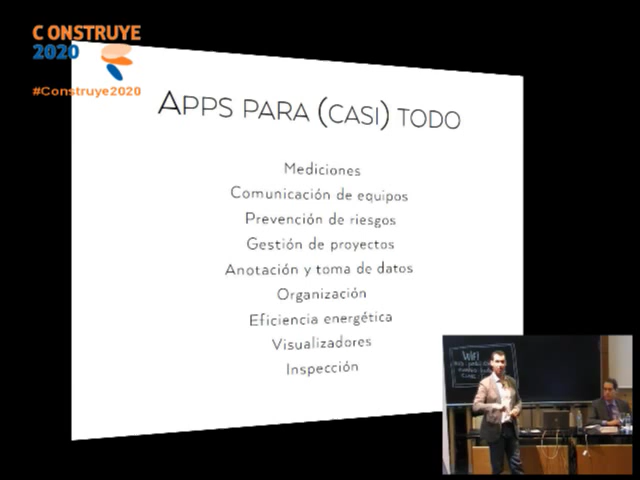 CONSTRUYE
2020
#Construye2020
APPS PARA (CASI) TODO
Mediciones
Comunicación de equipos
Prevención de riesgos
Gestión de proyectos
Anotación y toma de datos
Organización
Eficiencia energética
Visualizadores
Inspección
WIFI